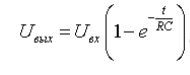 U_вых = U_вх (1 − e^(−t/RC)).